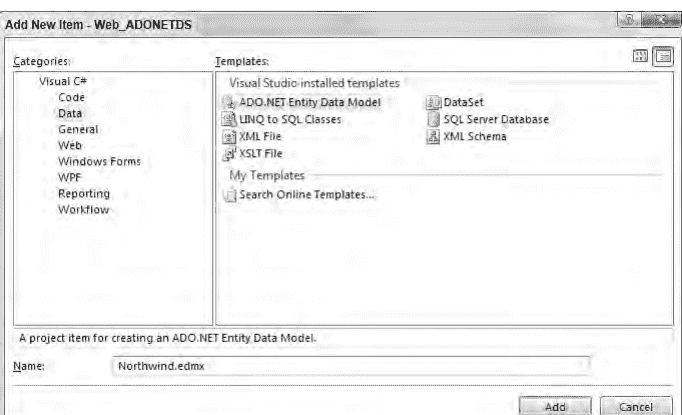 Add New Item - Web_ADONETDS
Categories:
Templates:
Visual C#
Code
Data
General
Web
Windows Forms
WPF
Reporting
Workflow
Visual Studio installed templates
ADO.NET Entity Data Model
DataSet
LINQ to SQL Classes
SQL Server Database
XML File
XML Schema
XSLT File
My Templates
Search Online Templates...
A project item for creating an ADO.NET Entity Data Model.
Name: Northwind.edmx
Add Cancel